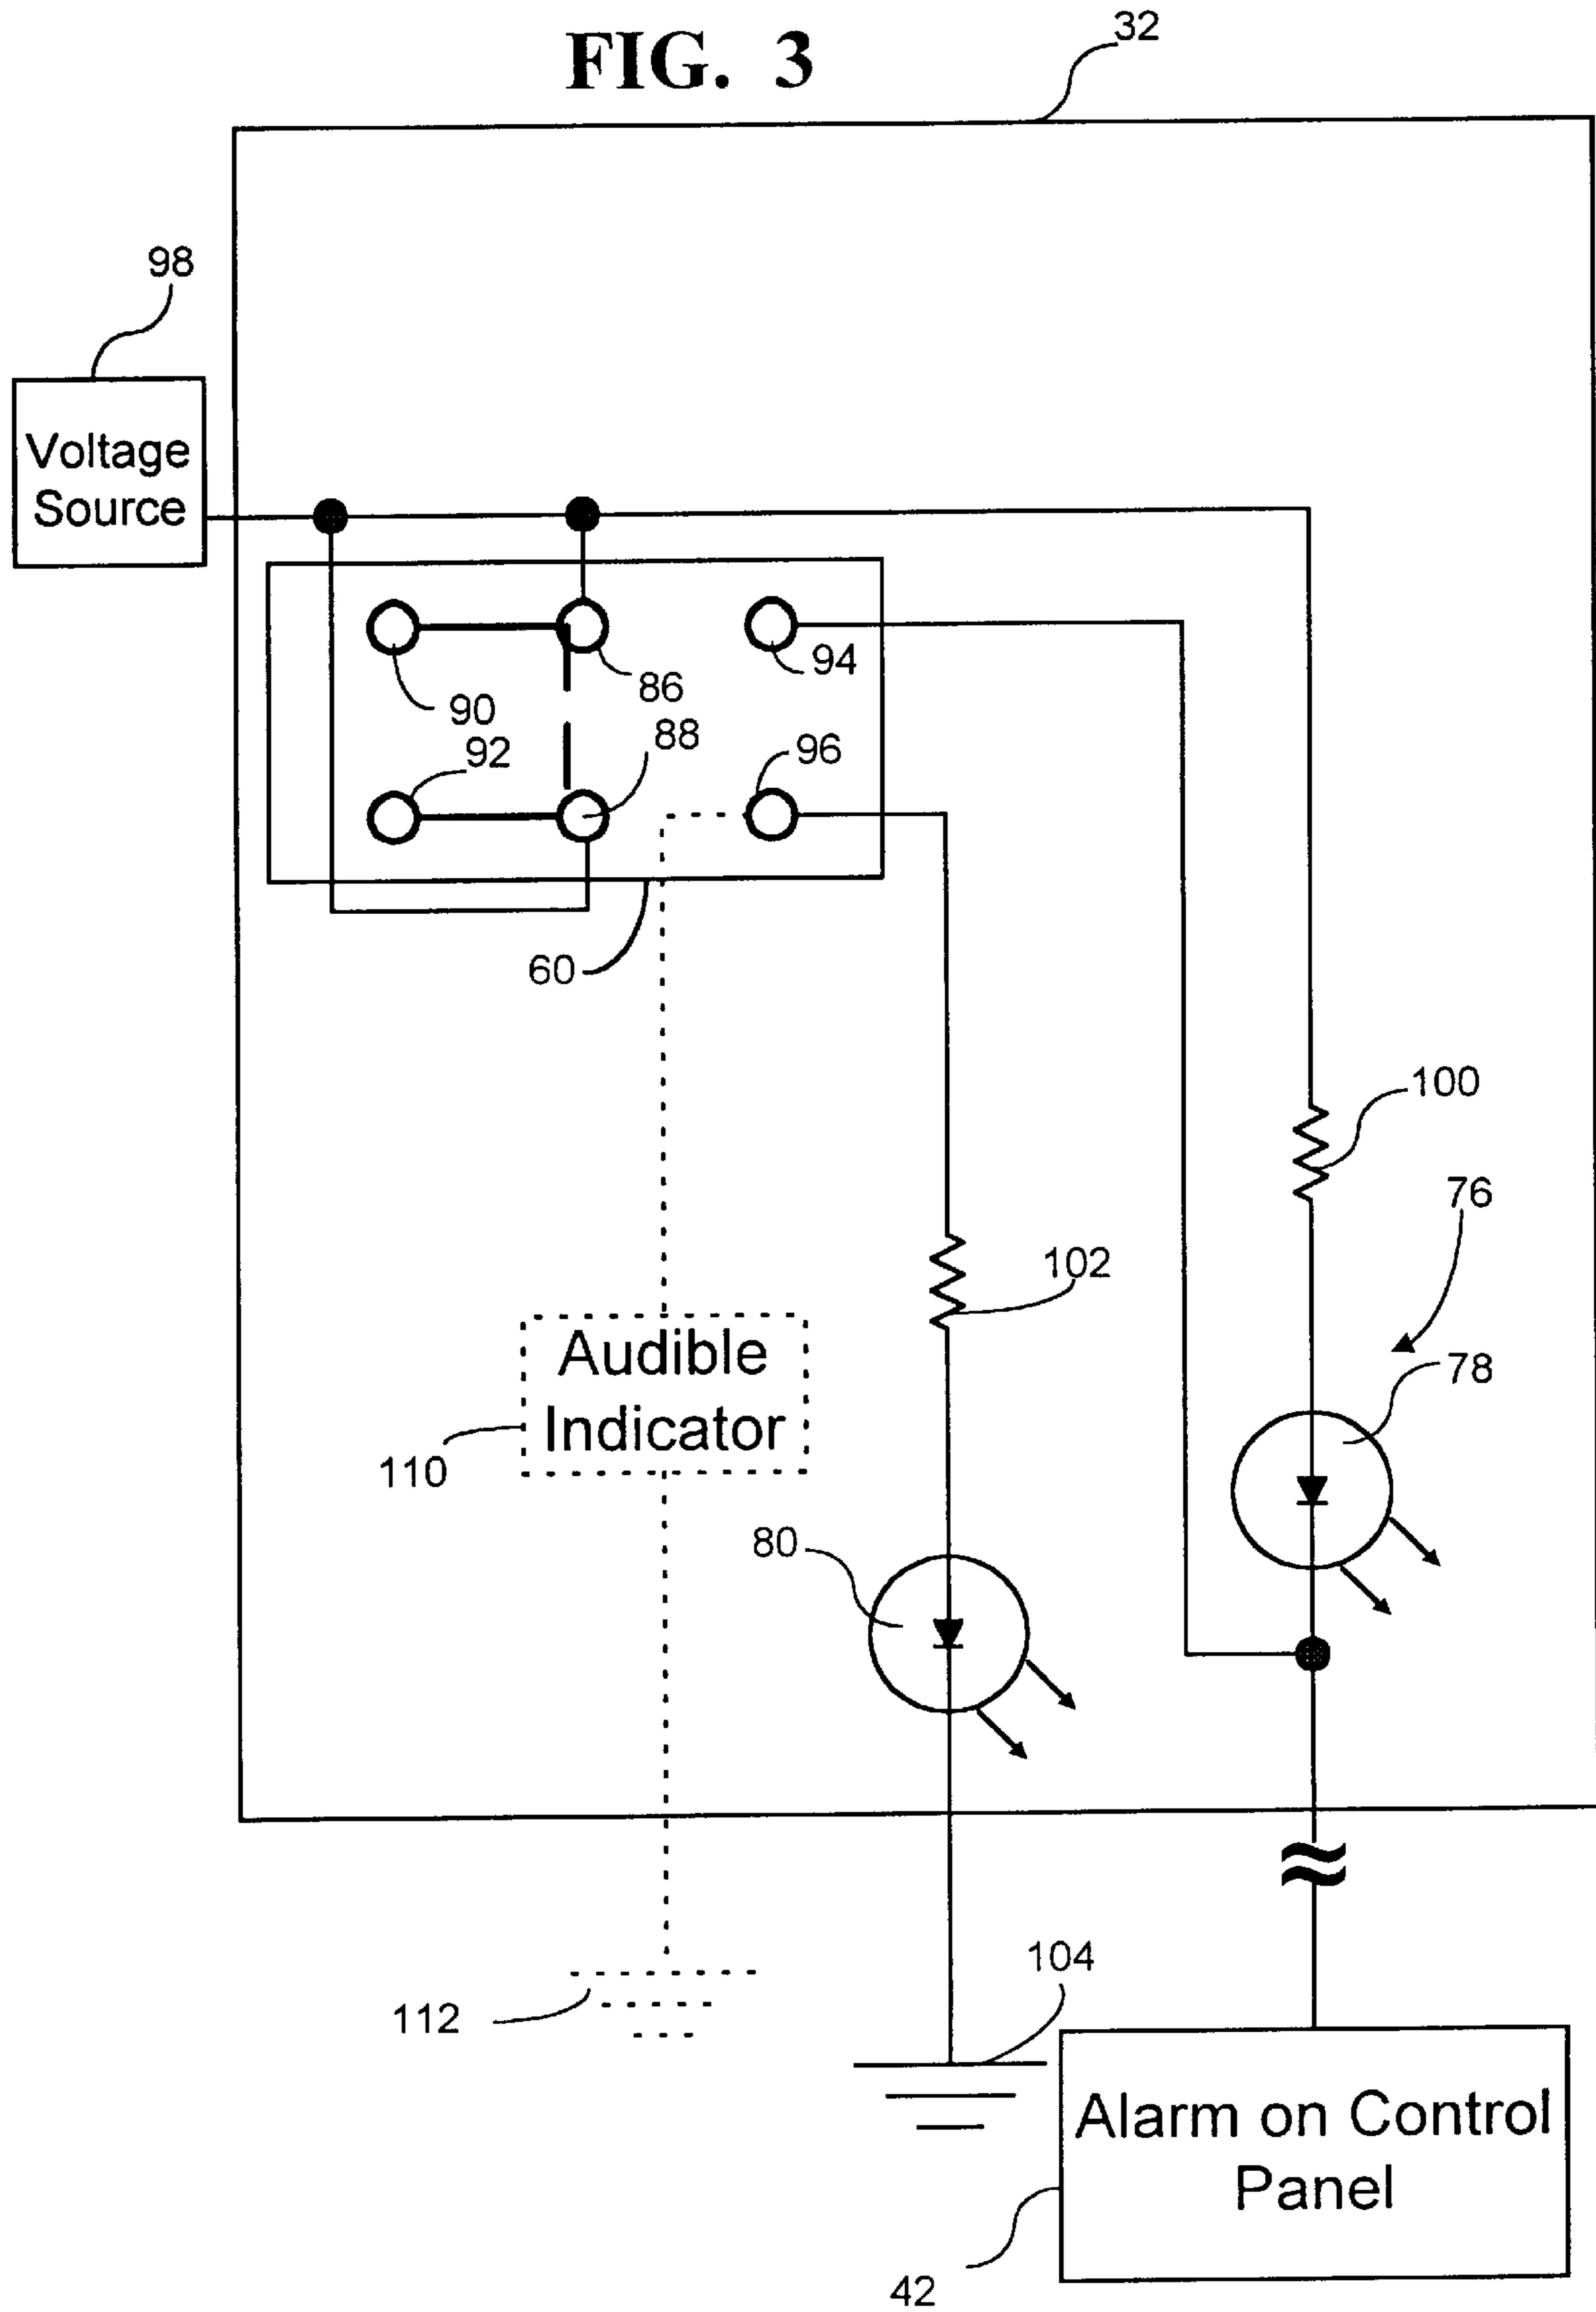 FIG. 3
32
98
Voltage
Source
94
86
90
88
92
96
60
100
76
102
78
Audible
Indicator
110
80
104
112
Alarm on Control
Panel
42